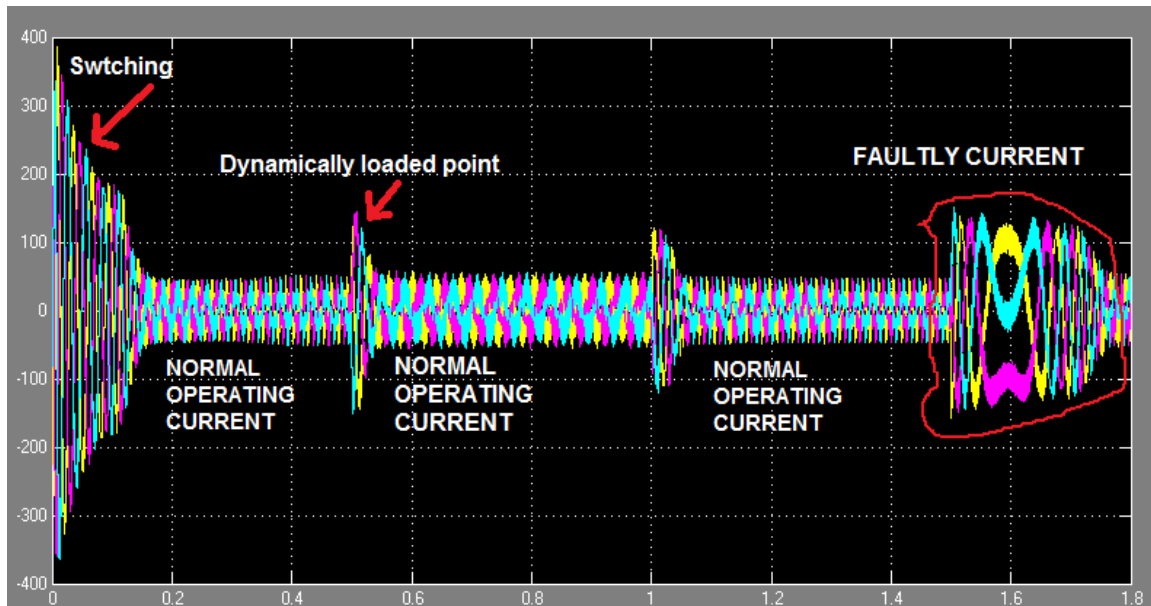 400
Swtching
300
200
Dynamically loaded point
FAULTLY CURRENT
100
0
-100
NORMAL
OPERATING
CURRENT
NORMAL
OPERATING
CURRENT
NORMAL
OPERATING
CURRENT
-200
-300
-400
0 0.2 0.4 0.6 0.8 1 1.2 1.4 1.6 1.8